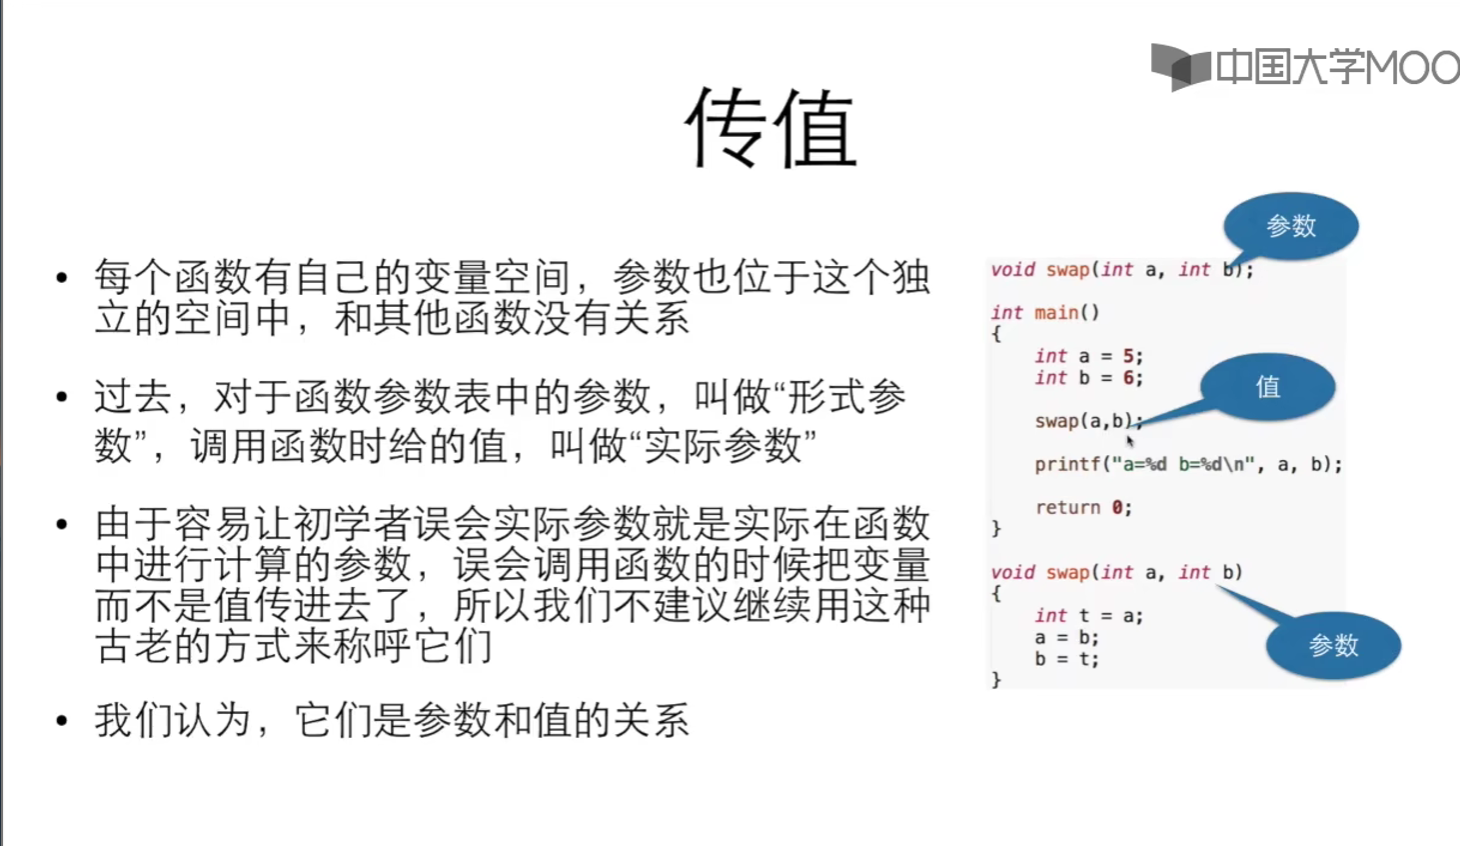 中国大学MOO
传值
• 每个函数有自己的变量空间，参数也位于这个独
立的空间中，和其他函数没有关系
• 过去，对于函数参数表中的参数，叫做“形式参
数”，调用函数时给的值，叫做“实际参数”
• 由于容易让初学者误会实际参数就是实际在函数
中进行计算的参数，误会调用函数的时候把变量
而不是值传进去了，所以我们不建议继续用这种
古老的方式来称呼它们
• 我们认为，它们是参数和值的关系
参数
void swap(int a, int b);
int main()
{
int a = 5;
int b = 6;
值
swap(a,b);
printf("a=%d b=%d\n", a, b);
return 0;
}
void swap(int a, int b)
{
int t = a;
a = b;
b = t;
}
参数